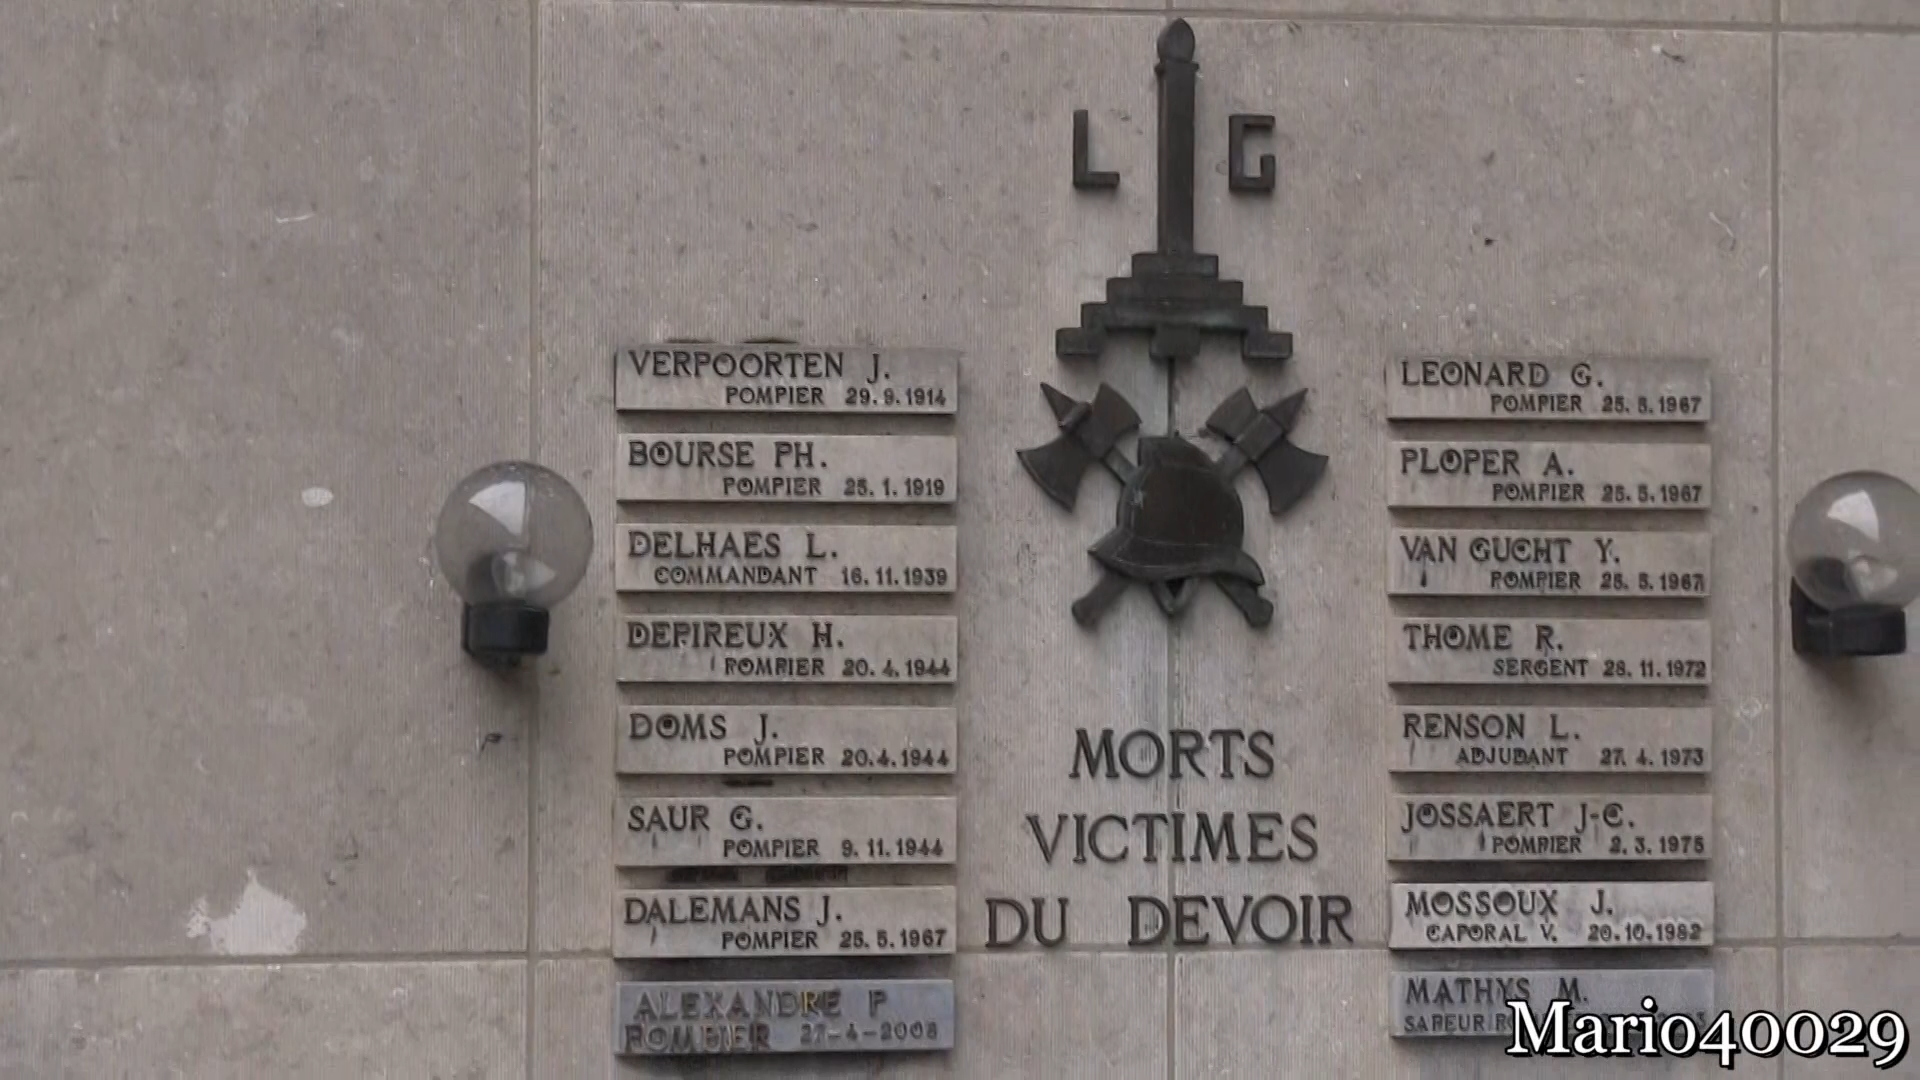 L G
VERPOORTEN J.
POMPIER 29.9.1914
BOURSE PH.
POMPIER 25.1.1919
DELHAES L.
COMMANDANT 16.11.1939
DEPIREUX H.
POMPIER 20.4.1944
DOMS J.
POMPIER 20.4.1944
SAUR G.
POMPIER 9.11.1944
DALEMANS J.
POMPIER 25.5.1967
ALEXANDRE P
POMPIER 27-4-2008
MORTS
VICTIMES
DU DEVOIR
LEONARD G.
POMPIER 25.5.1967
PLOPER A.
POMPIER 25.5.1967
VAN GUCHT Y.
POMPIER 25.5.1967
THOME R.
SERGENT 28.11.1972
RENSON L.
ADJUDANT 27.4.1973
JOSSAERT J-C.
POMPIER 2.3.1975
MOSSOUX J.
CAPORAL V. 20.10.1982
MATHYS M.
SAPEUR
Mario40029